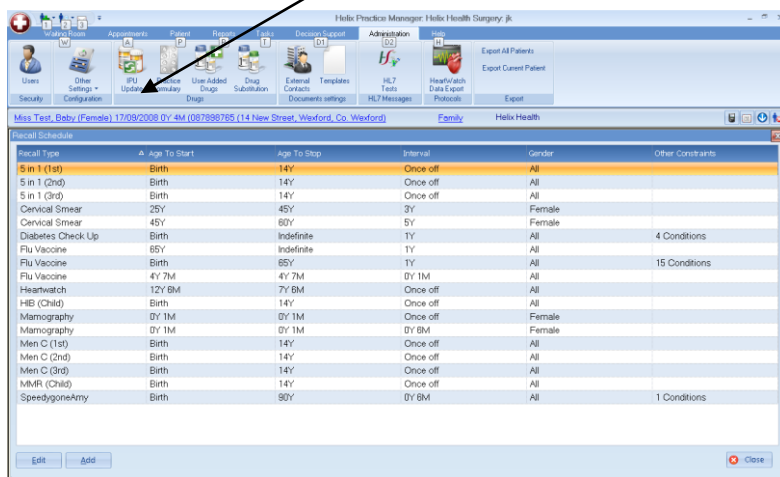 Helix Practice Manager: Helix Health Surgery: jk
1 2 3
Waiting Room Appointments Patient Reports Tasks Decision Support Administration Help
W A P R T D1 D2 H
Users Other Settings IPU Update Practice Formulary User Added Drugs Drug Substitution External Contacts Templates HL7 Tests HeartWatch Data Export Export All Patients
Export Current Patient
Security Configuration Drugs Documents settings HL7 Messages Protocols Export
Miss Test, Baby (Female) 17/09/2008 0Y 4M (087898765 (14 New Street, Wexford, Co. Wexford) Family Helix Health
Recall Schedule
Recall Type Age To Start Age To Stop Interval Gender Other Constraints
5 in 1 (1st) Birth 14Y Once off All
5 in 1 (2nd) Birth 14Y Once off All
5 in 1 (3rd) Birth 14Y Once off All
Cervical Smear 25Y 45Y 3Y Female
Cervical Smear 45Y 60Y 5Y Female
Diabetes Check Up Birth Indefinite 1Y All 4 Conditions
Flu Vaccine 65Y Indefinite 1Y All
Flu Vaccine Birth 65Y 1Y All 15 Conditions
Flu Vaccine 4Y 7M 4Y 7M 0Y 1M All
Heartwatch 12Y 6M 7Y 6M Once off All
HIB (Child) Birth 14Y Once off All
Mamography 0Y 1M 0Y 1M Once off Female
Mamography 0Y 1M 0Y 1M 0Y 6M Female
Men C (1st) Birth 14Y Once off All
Men C (2nd) Birth 14Y Once off All
Men C (3rd) Birth 14Y Once off All
MMR (Child) Birth 14Y Once off All
SpeedygoneAmy Birth 90Y 0Y 6M All 1 Conditions
Edit Add Close